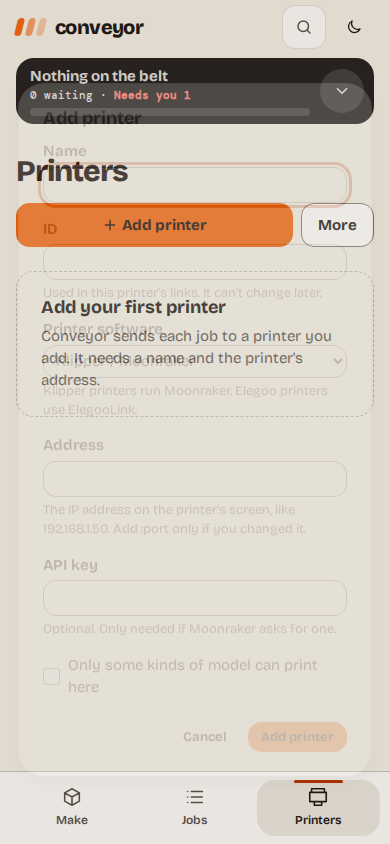 conveyor
Nothing on the belt
0 waiting · Needs you 1
Add printer
Name
Printers
+ Add printer
More
ID
Used in this printer's links. It can't change later.
Add your first printer
Printer software
Conveyor sends each job to a printer you
add. It needs a name and the printer's
address.
Klipper / Moonraker
Klipper printers run Moonraker. Elegoo printers
use ElegooLink.
Address
The IP address on the printer's screen, like
192.168.1.50. Add :port only if you changed it.
API key
Optional. Only needed if Moonraker asks for one.
Only some kinds of model can print
here
Cancel
Add printer
Make
Jobs
Printers